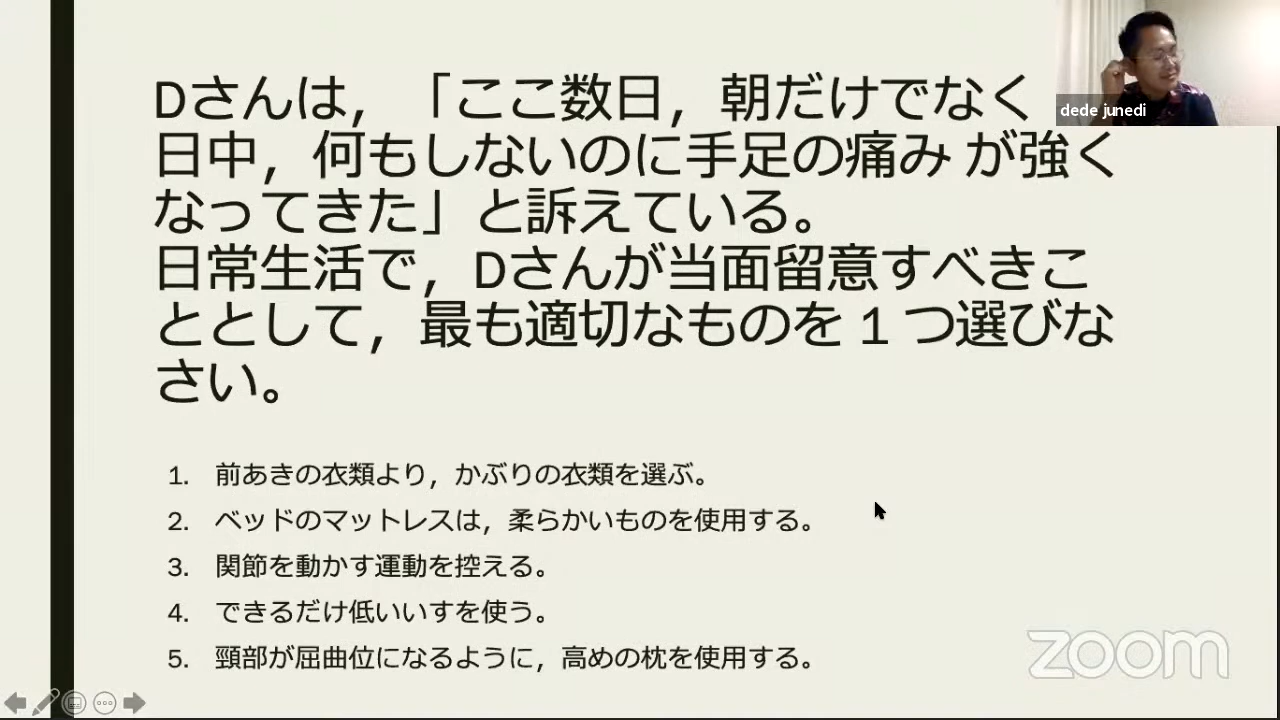 Dさんは，「ここ数日，朝だけでなく
日中，何もしないのに手足の痛み が強く
なってきた」と訴えている。
日常生活で，Dさんが当面留意すべきこ
ととして，最も適切なものを１つ選びな
さい。
1. 前あきの衣類より，かぶりの衣類を選ぶ。
2. ベッドのマットレスは，柔らかいものを使用する。
3. 関節を動かす運動を控える。
4. できるだけ低いいすを使う。
5. 頸部が屈曲位になるように，高めの枕を使用する。
dede junedi
zoom